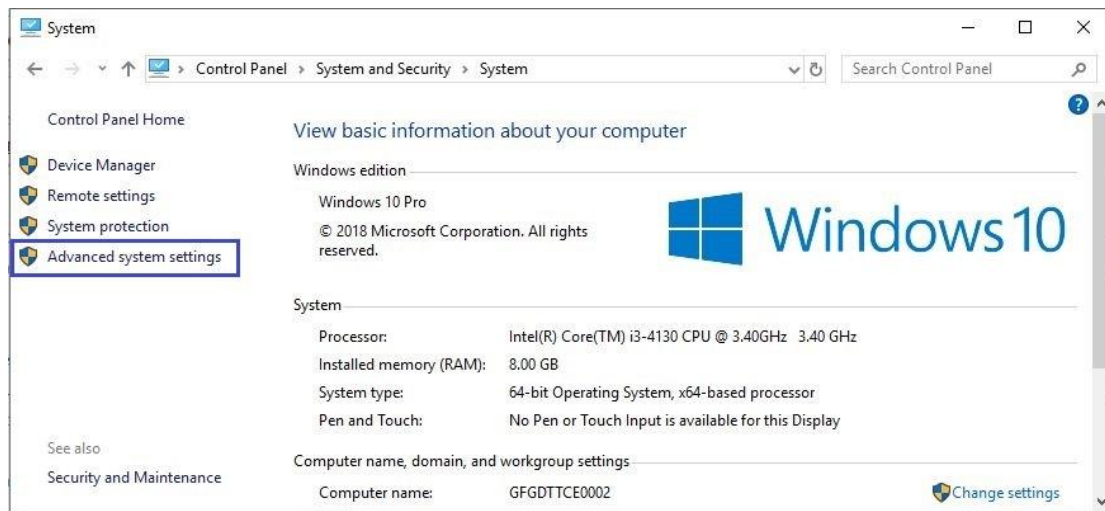 System
Control Panel > System and Security > System
Search Control Panel
Control Panel Home
Device Manager
Remote settings
System protection
Advanced system settings
See also
Security and Maintenance
?
View basic information about your computer
Windows edition
Windows 10 Pro
© 2018 Microsoft Corporation. All rights
reserved.
Windows 10
System
Processor: Intel(R) Core(TM) i3-4130 CPU @ 3.40GHz 3.40 GHz
Installed memory (RAM): 8.00 GB
System type: 64-bit Operating System, x64-based processor
Pen and Touch: No Pen or Touch Input is available for this Display
Computer name, domain, and workgroup settings
Computer name: GFGDTTCE0002 Change settings